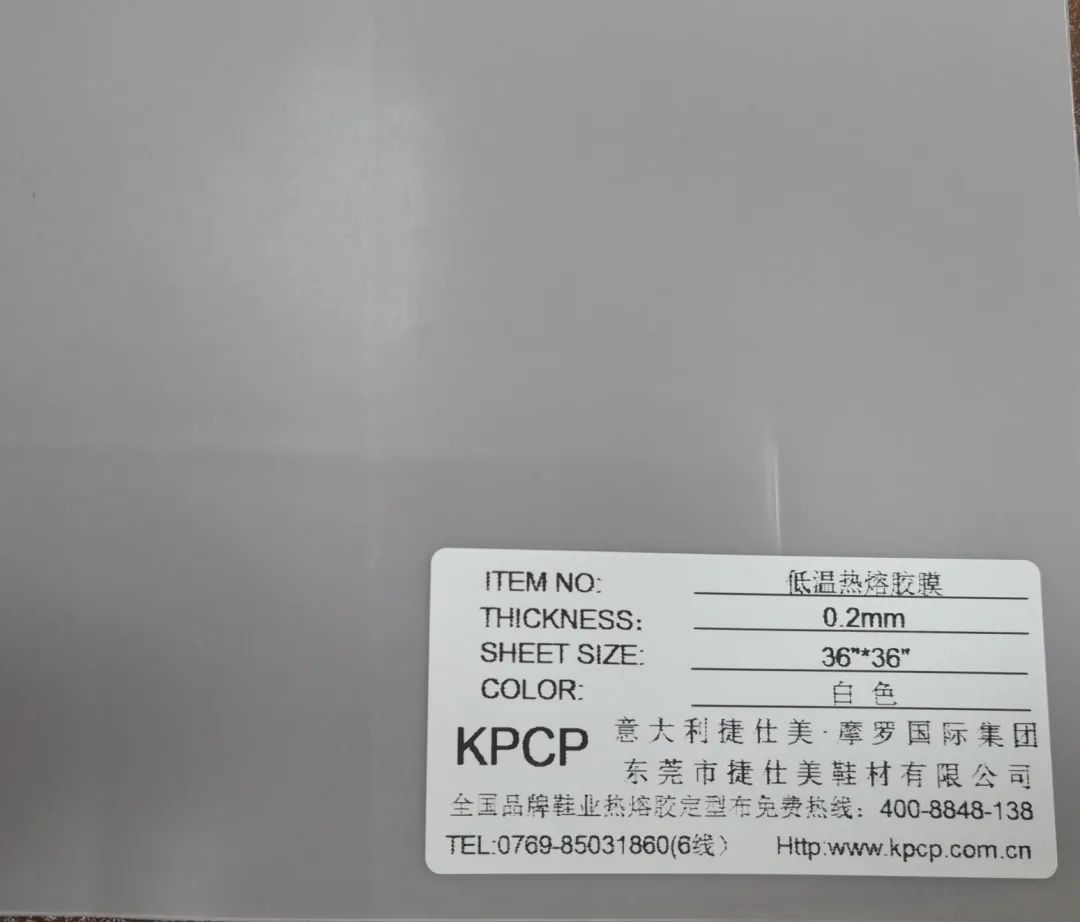 ITEM NO: 低温热熔胶膜
THICKNESS: 0.2mm
SHEET SIZE: 36"*36"
COLOR: 白 色
KPCP 意大利捷仕美·摩罗国际集团
东莞市捷仕美鞋材有限公司
全国品牌鞋业热熔胶定型布免费热线：400-8848-138
TEL:0769-85031860(6线） Http:www.kpcp.com.cn